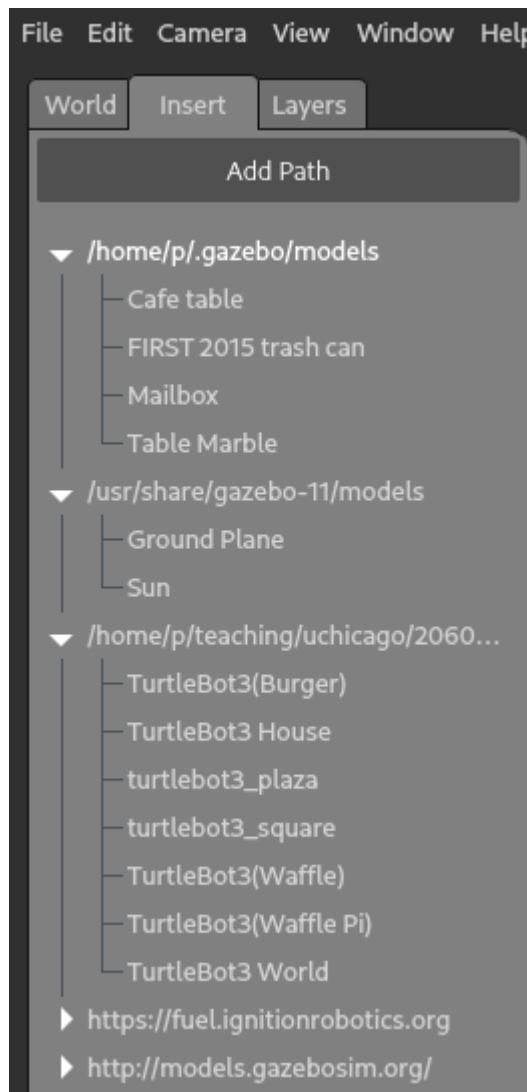 File Edit Camera View Window Help
World Insert Layers
Add Path
/home/p/.gazebo/models
Cafe table
FIRST 2015 trash can
Mailbox
Table Marble
/usr/share/gazebo-11/models
Ground Plane
Sun
/home/p/teaching/uchicago/2060...
TurtleBot3(Burger)
TurtleBot3 House
turtlebot3_plaza
turtlebot3_square
TurtleBot3(Waffle)
TurtleBot3(Waffle Pi)
TurtleBot3 World
https://fuel.ignitionrobotics.org
http://models.gazebosim.org/